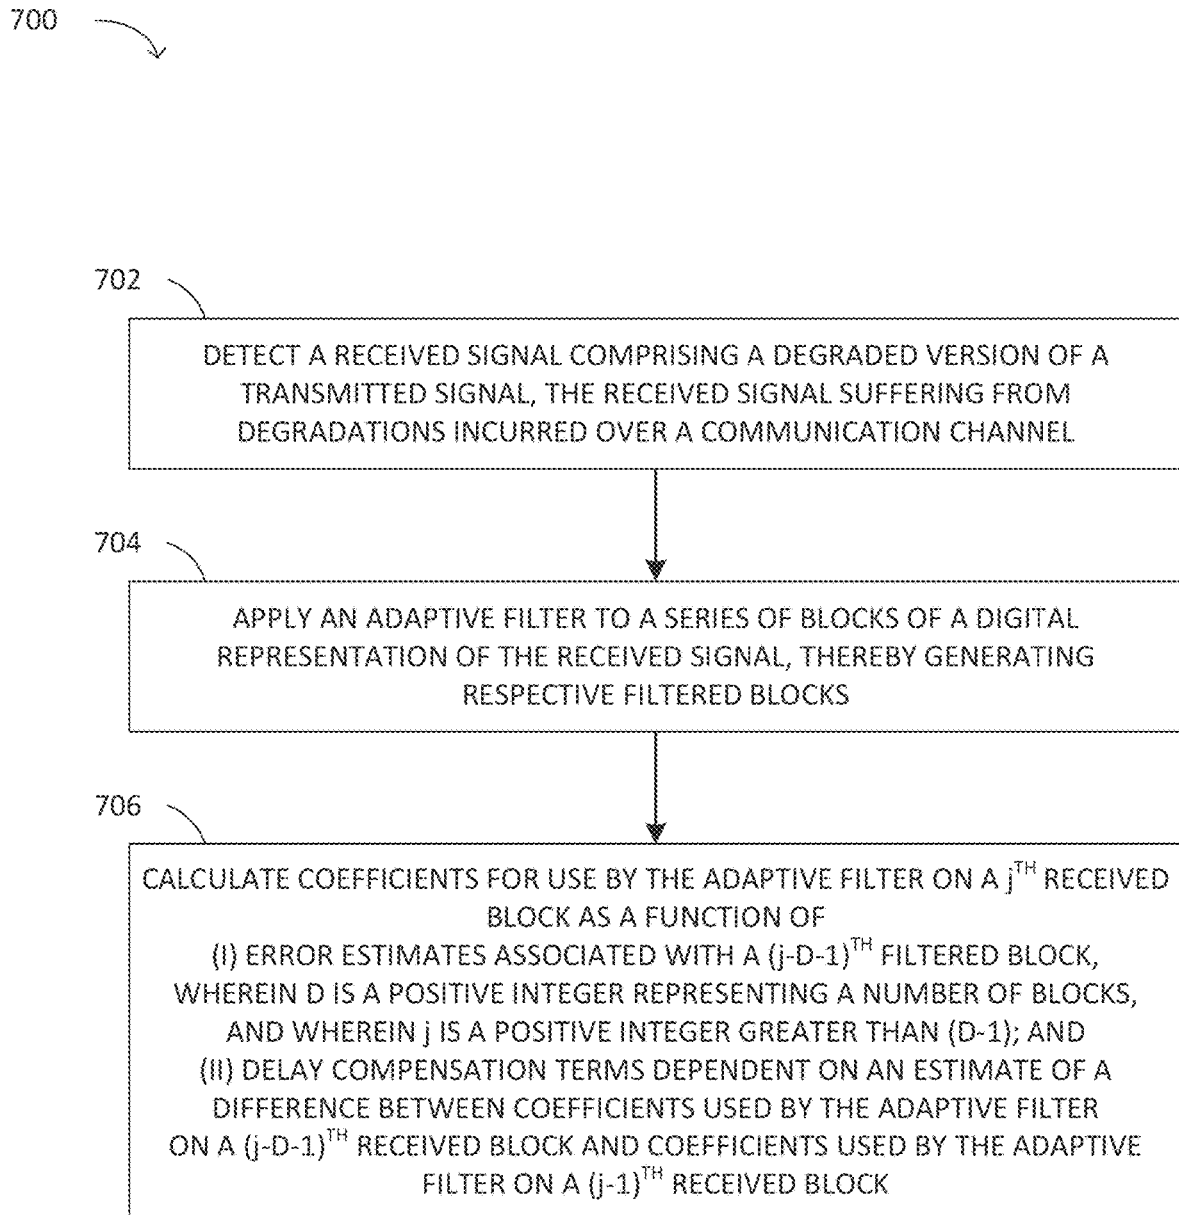 700
702
DETECT A RECEIVED SIGNAL COMPRISING A DEGRADED VERSION OF A
TRANSMITTED SIGNAL, THE RECEIVED SIGNAL SUFFERING FROM
DEGRADATIONS INCURRED OVER A COMMUNICATION CHANNEL
704
APPLY AN ADAPTIVE FILTER TO A SERIES OF BLOCKS OF A DIGITAL
REPRESENTATION OF THE RECEIVED SIGNAL, THEREBY GENERATING
RESPECTIVE FILTERED BLOCKS
706
CALCULATE COEFFICIENTS FOR USE BY THE ADAPTIVE FILTER ON A j^TH RECEIVED
BLOCK AS A FUNCTION OF
(I) ERROR ESTIMATES ASSOCIATED WITH A (j-D-1)^TH FILTERED BLOCK,
WHEREIN D IS A POSITIVE INTEGER REPRESENTING A NUMBER OF BLOCKS,
AND WHEREIN j IS A POSITIVE INTEGER GREATER THAN (D-1); AND
(II) DELAY COMPENSATION TERMS DEPENDENT ON AN ESTIMATE OF A
DIFFERENCE BETWEEN COEFFICIENTS USED BY THE ADAPTIVE FILTER
ON A (j-D-1)^TH RECEIVED BLOCK AND COEFFICIENTS USED BY THE ADAPTIVE
FILTER ON A (j-1)^TH RECEIVED BLOCK